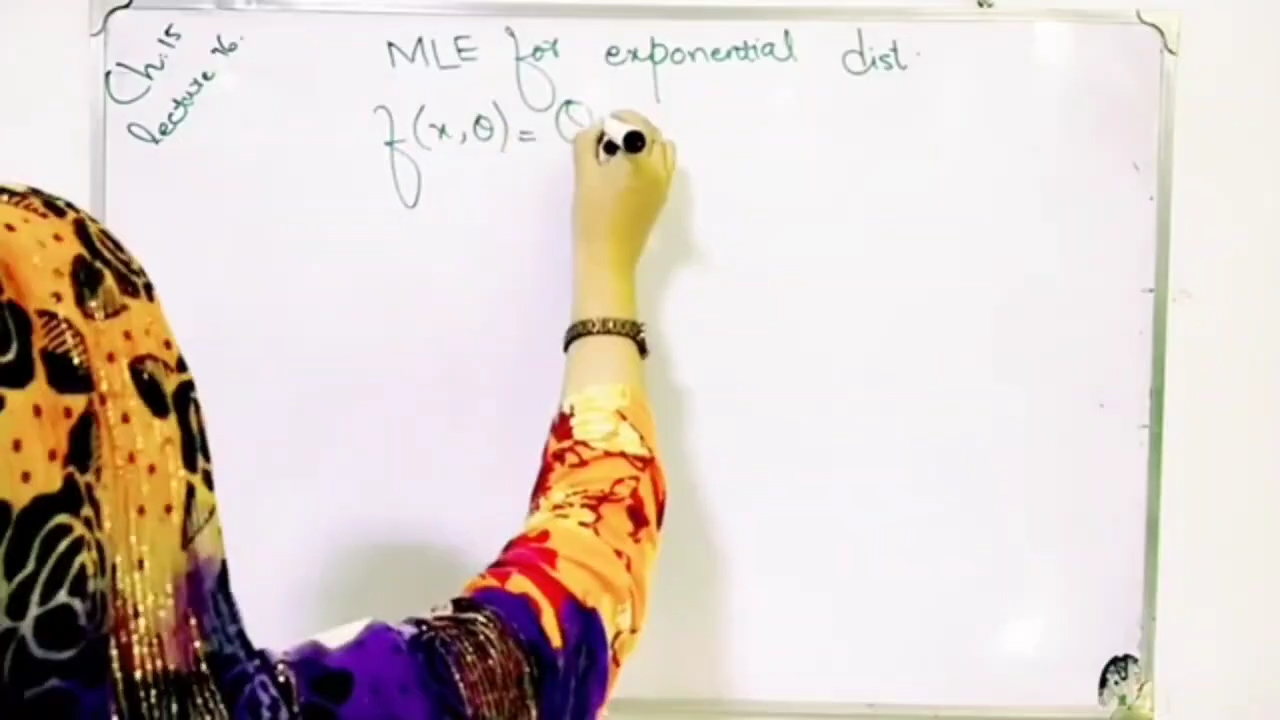 Ch. 15
Lecture 16.
MLE for exponential dist.
f(x, θ) = θ